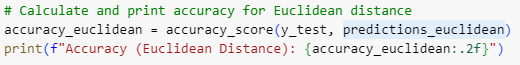 # Calculate and print accuracy for Euclidean distance
accuracy_euclidean = accuracy_score(y_test, predictions_euclidean)
print(f"Accuracy (Euclidean Distance): {accuracy_euclidean:.2f}")